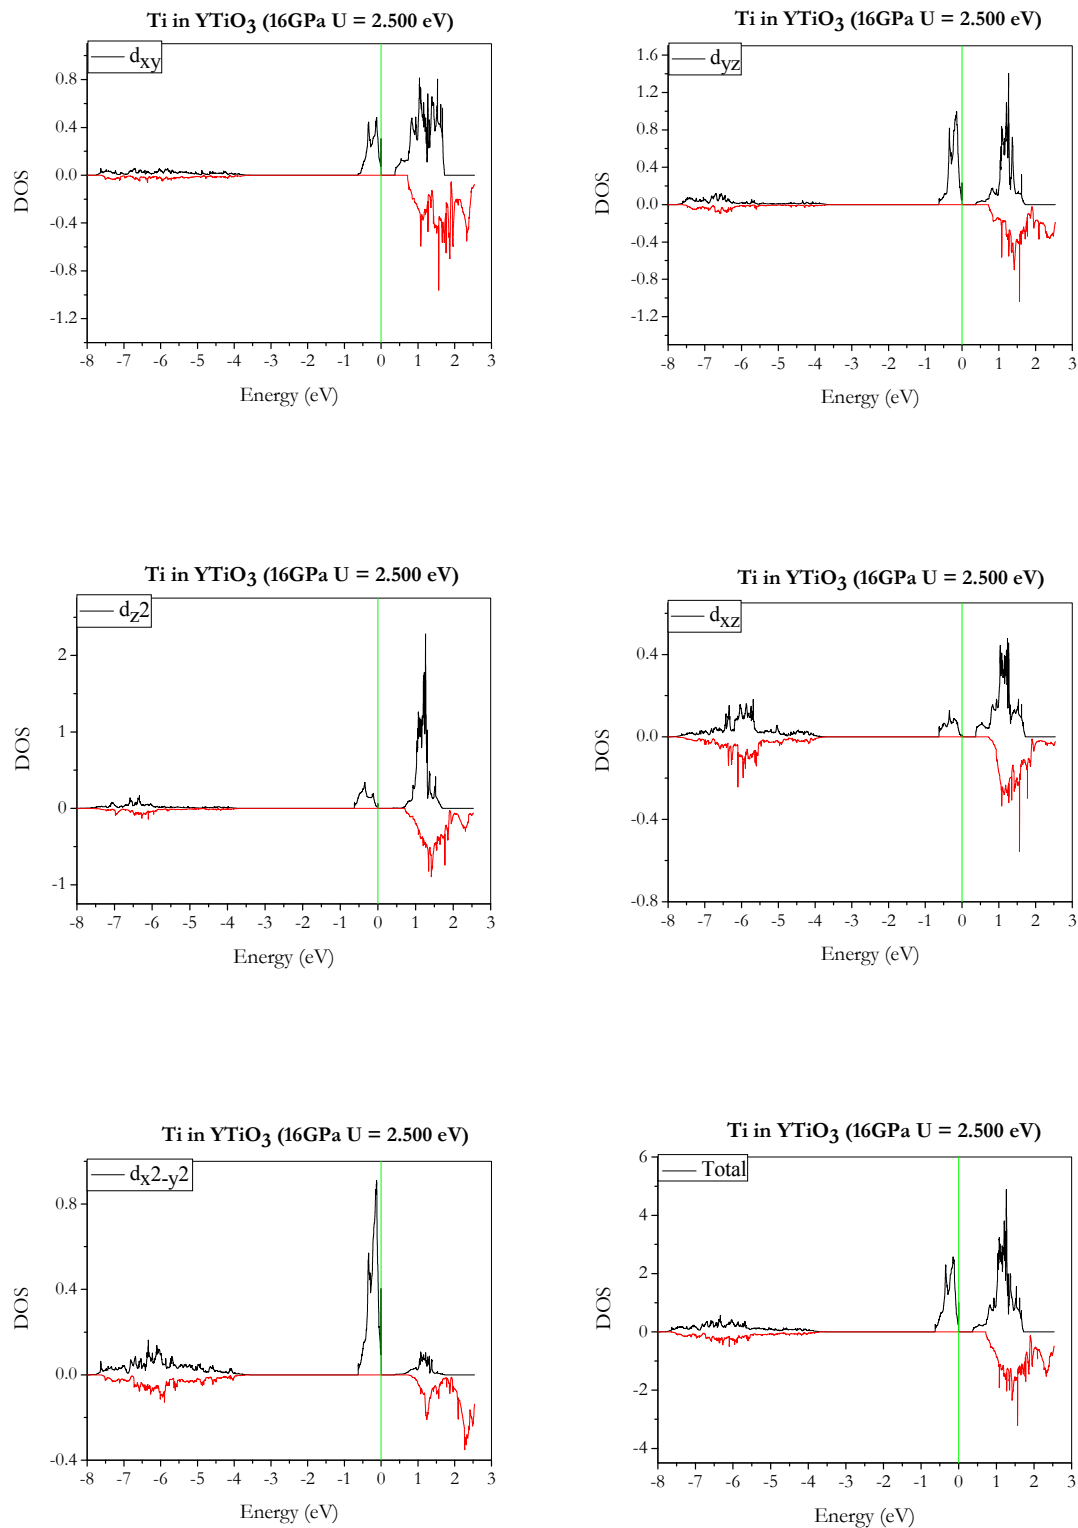 Ti in YTiO3 (16GPa U = 2.500 eV)
dxy
0.8
0.4
0.0
-0.4
-0.8
-1.2
DOS
-8 -7 -6 -5 -4 -3 -2 -1 0 1 2 3
Energy (eV)
Ti in YTiO3 (16GPa U = 2.500 eV)
dyz
1.6
1.2
0.8
0.4
0.0
-0.4
-0.8
-1.2
DOS
-8 -7 -6 -5 -4 -3 -2 -1 0 1 2 3
Energy (eV)
Ti in YTiO3 (16GPa U = 2.500 eV)
dz2
2
1
0
-1
DOS
-8 -7 -6 -5 -4 -3 -2 -1 0 1 2 3
Energy (eV)
Ti in YTiO3 (16GPa U = 2.500 eV)
dxz
0.4
0.0
-0.4
-0.8
DOS
-8 -7 -6 -5 -4 -3 -2 -1 0 1 2 3
Energy (eV)
Ti in YTiO3 (16GPa U = 2.500 eV)
dx2-y2
0.8
0.4
0.0
-0.4
DOS
-8 -7 -6 -5 -4 -3 -2 -1 0 1 2 3
Energy (eV)
Ti in YTiO3 (16GPa U = 2.500 eV)
Total
6
4
2
0
-2
-4
DOS
-8 -7 -6 -5 -4 -3 -2 -1 0 1 2 3
Energy (eV)